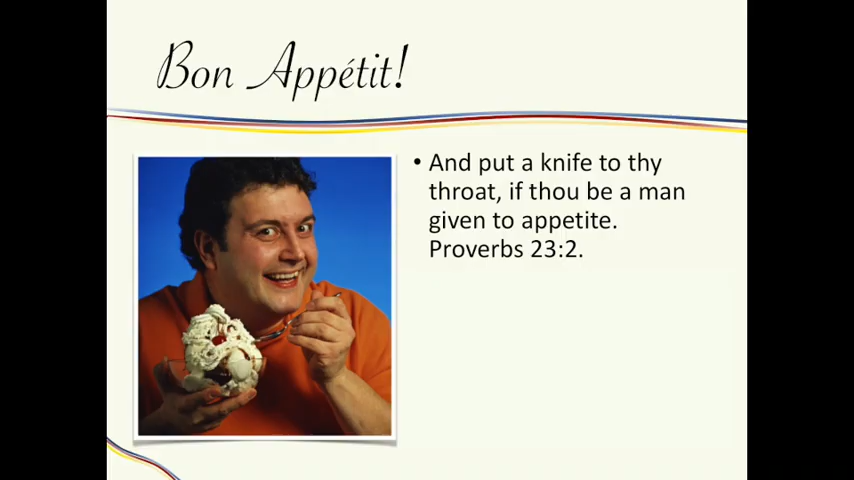 Bon Appétit!
• And put a knife to thy
throat, if thou be a man
given to appetite.
Proverbs 23:2.